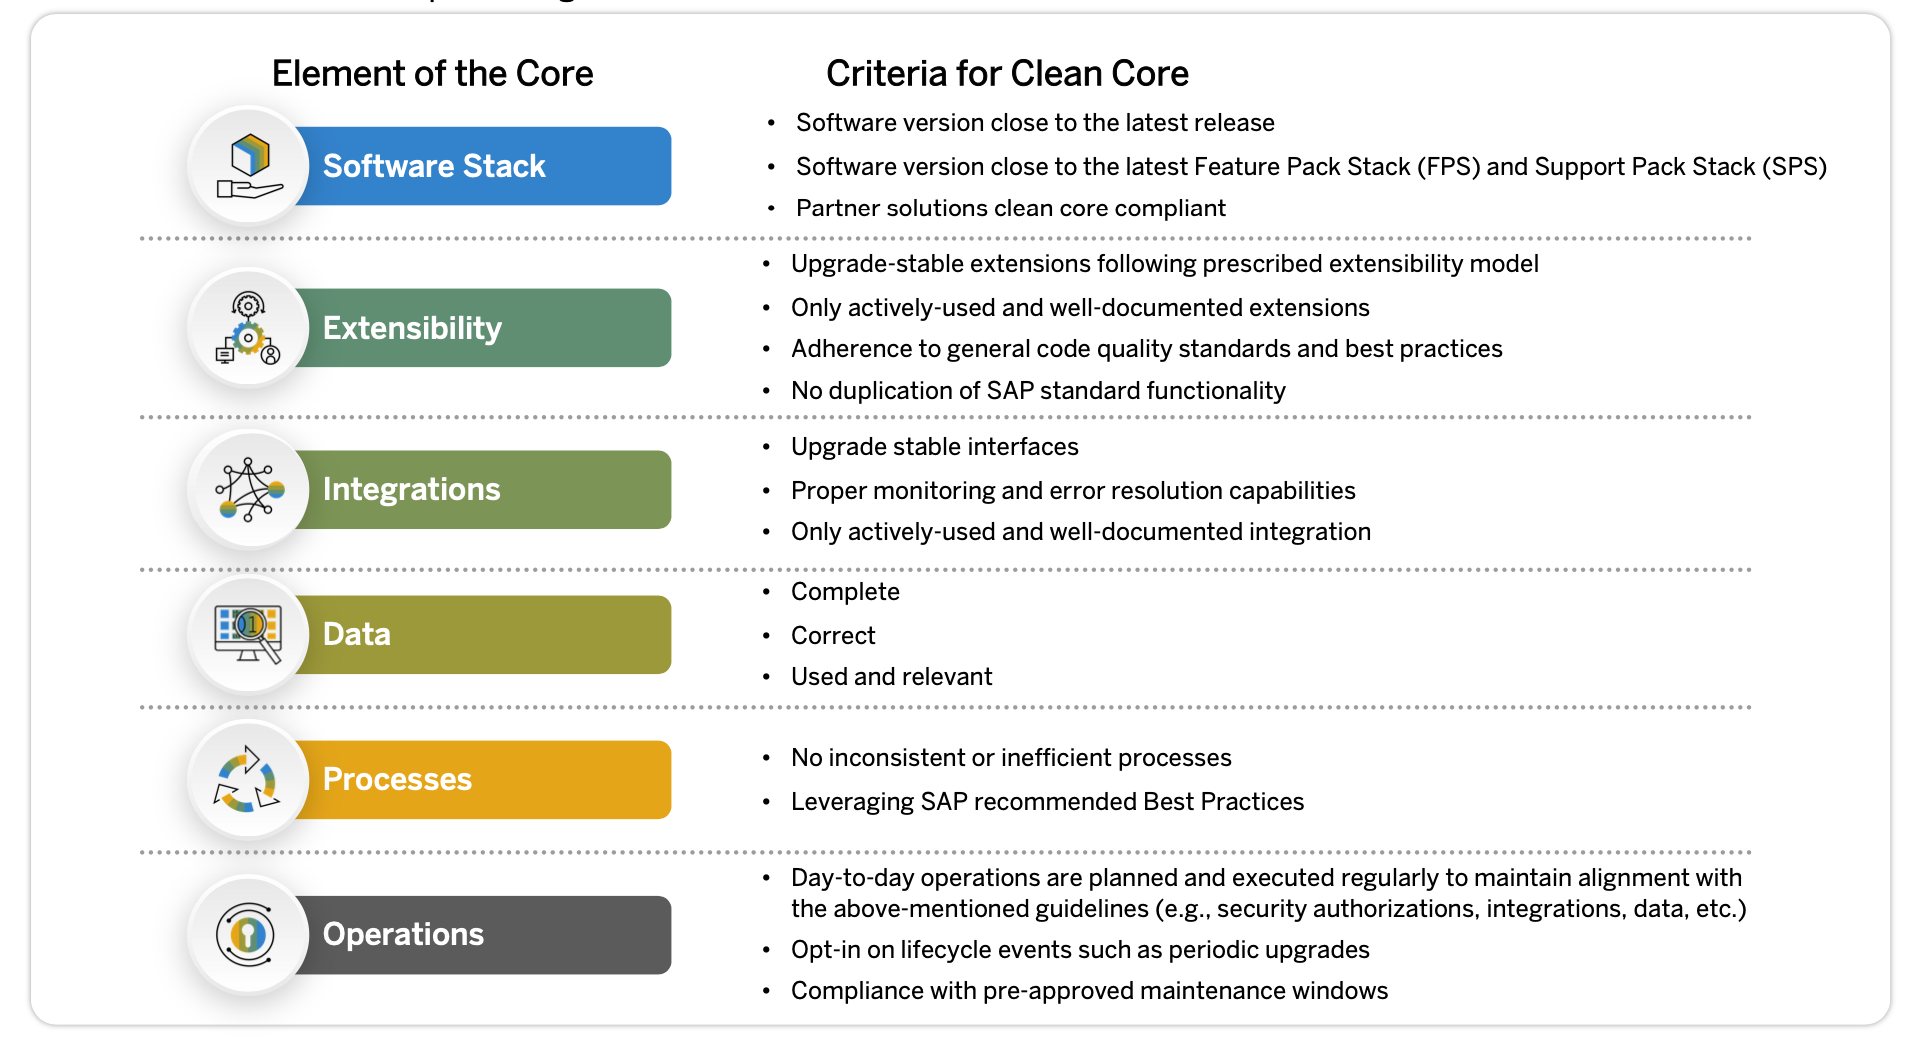 Element of the Core
Criteria for Clean Core
Software Stack
• Software version close to the latest release
• Software version close to the latest Feature Pack Stack (FPS) and Support Pack Stack (SPS)
• Partner solutions clean core compliant
Extensibility
• Upgrade-stable extensions following prescribed extensibility model
• Only actively-used and well-documented extensions
• Adherence to general code quality standards and best practices
• No duplication of SAP standard functionality
Integrations
• Upgrade stable interfaces
• Proper monitoring and error resolution capabilities
• Only actively-used and well-documented integration
1
Data
• Complete
• Correct
• Used and relevant
Processes
• No inconsistent or inefficient processes
• Leveraging SAP recommended Best Practices
Operations
• Day-to-day operations are planned and executed regularly to maintain alignment with
the above-mentioned guidelines (e.g., security authorizations, integrations, data, etc.)
• Opt-in on lifecycle events such as periodic upgrades
• Compliance with pre-approved maintenance windows